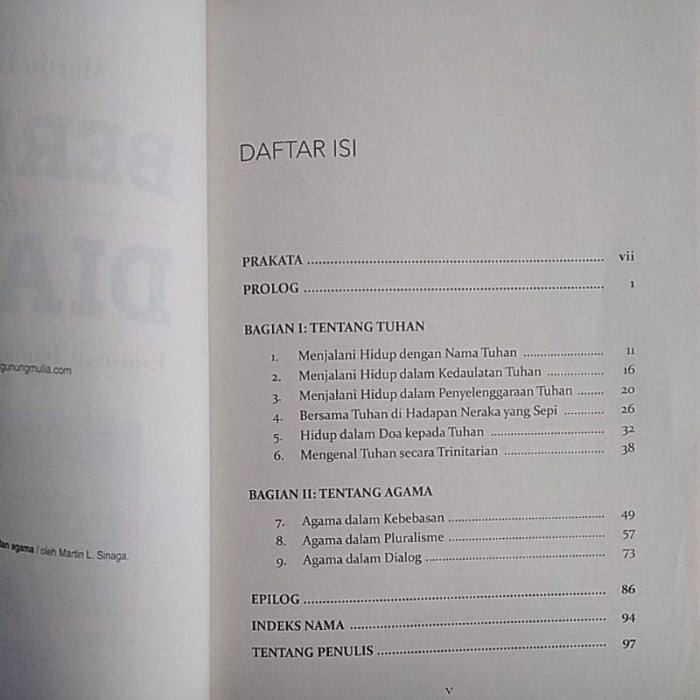 gunungmulia.com
dan agama / oleh Martin L. Sinaga.
DAFTAR ISI
PRAKATA ........................................................ vii
PROLOG ........................................................ 1
BAGIAN I: TENTANG TUHAN
1. Menjalani Hidup dengan Nama Tuhan ........................ 11
2. Menjalani Hidup dalam Kedaulatan Tuhan .................. 16
3. Menjalani Hidup dalam Penyelenggaraan Tuhan ........ 20
4. Bersama Tuhan di Hadapan Neraka yang Sepi ............ 26
5. Hidup dalam Doa kepada Tuhan .................................. 32
6. Mengenal Tuhan secara Trinitarian .............................. 38
BAGIAN II: TENTANG AGAMA
7. Agama dalam Kebebasan ............................................... 49
8. Agama dalam Pluralisme ............................................... 57
9. Agama dalam Dialog ..................................................... 73
EPILOG ........................................................ 86
INDEKS NAMA ........................................................ 94
TENTANG PENULIS ........................................................ 97
v